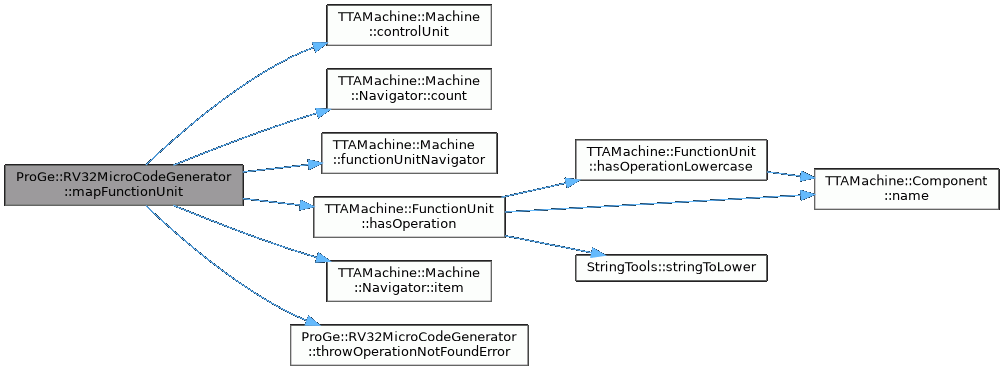 ProGe::RV32MicroCodeGenerator
::mapFunctionUnit
TTAMachine::Machine
::controlUnit
TTAMachine::Machine
::Navigator::count
TTAMachine::Machine
::functionUnitNavigator
TTAMachine::FunctionUnit
::hasOperation
TTAMachine::Machine
::Navigator::item
ProGe::RV32MicroCodeGenerator
::throwOperationNotFoundError
TTAMachine::FunctionUnit
::hasOperationLowercase
StringTools::stringToLower
TTAMachine::Component
::name